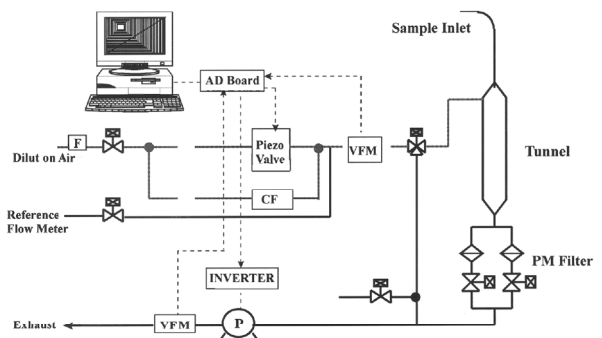 Sample Inlet
AD Board
F
Dilut on Air
Piezo
Valve
VFM
Tunnel
CF
Reference
Flow Meter
PM Filter
INVERTER
Exhaust
VFM
P